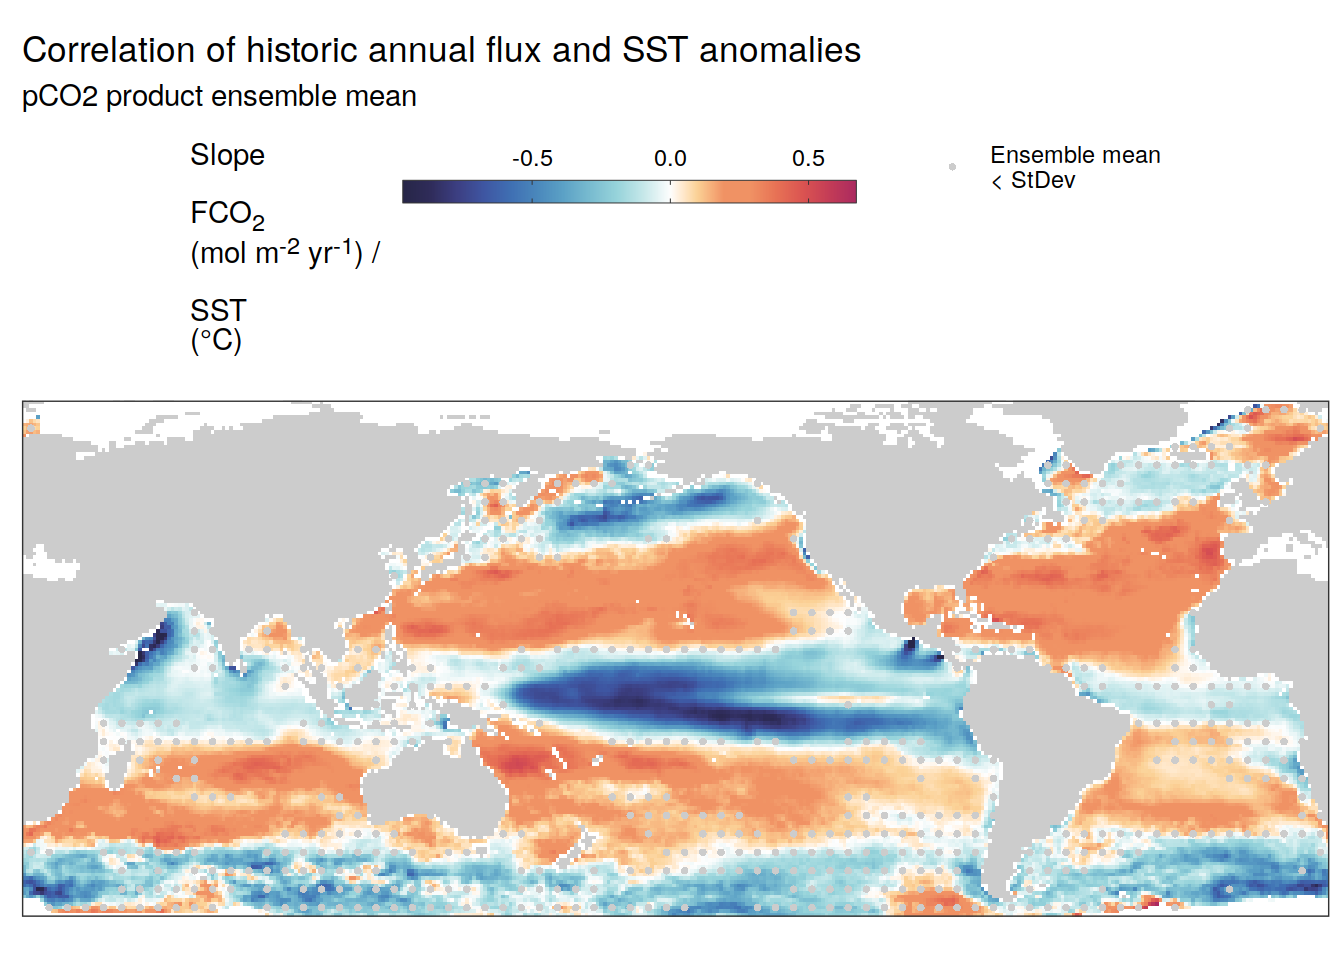 Correlation of historic annual flux and SST anomalies
pCO2 product ensemble mean
Slope
FCO₂
(mol m⁻² yr⁻¹) /
SST
(°C)
-0.5 0.0 0.5
Ensemble mean
< StDev